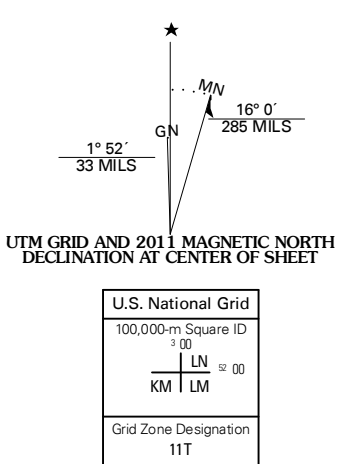 ★
MN
16° 0´
285 MILS
GN
1° 52´
33 MILS
UTM GRID AND 2011 MAGNETIC NORTH
DECLINATION AT CENTER OF SHEET
U.S. National Grid
100,000-m Square ID
3 00
LN 52 00
KM LM
Grid Zone Designation
11T